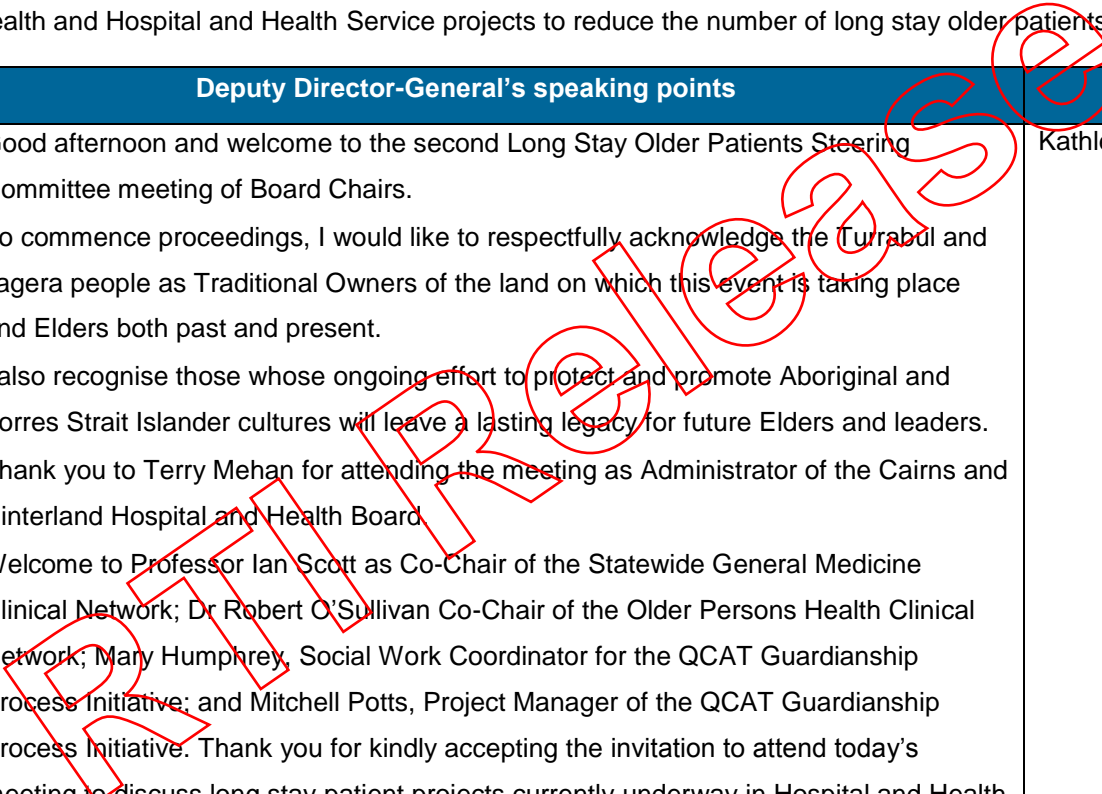 ealth and Hospital and Health Service projects to reduce the number of long stay older patients
Deputy Director-General's speaking points
ood afternoon and welcome to the second Long Stay Older Patients Steering
Kathl
ommittee meeting of Board Chairs.
o commence proceedings, I would like to respectfully acknowledge the Turrabul and
agera people as Traditional Owners of the land on which this event is taking place
nd Elders both past and present.
also recognise those whose ongoing effort to protect and promote Aboriginal and
orres Strait Islander cultures will leave a lasting legacy for future Elders and leaders.
hank you to Terry Mehan for attending the meeting as Administrator of the Cairns and
interland Hospital and Health Board.
elcome to Professor Ian Scott as Co-Chair of the Statewide General Medicine
linical Network; Dr Robert O'Sullivan Co-Chair of the Older Persons Health Clinical
etwork; Mary Humphrey, Social Work Coordinator for the QCAT Guardianship
rocess Initiative; and Mitchell Potts, Project Manager of the QCAT Guardianship
rocess Initiative. Thank you for kindly accepting the invitation to attend today's
eeting to discuss long stay patient projects currently underway in Hospital and Health
RTI Release